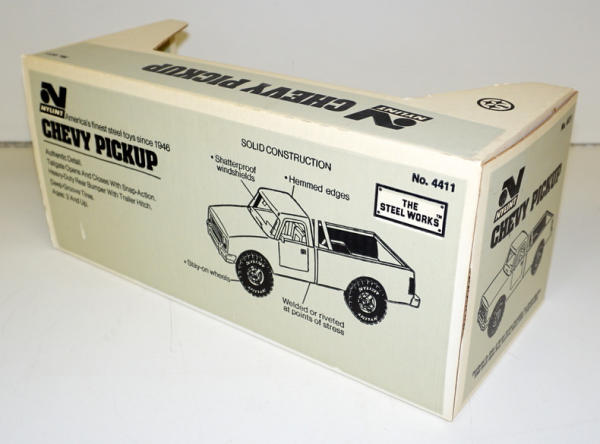 NYLINT
CHEVY PICKUP
NYLINT
America's finest steel toys since 1946
CHEVY PICKUP
Authentic Detail.
Tailgate Opens And Closes With Snap-Action.
Heavy-Duty Rear Bumper With Trailer Hitch.
Deep-Groove Tires.
Ages: 3 And Up.
SOLID CONSTRUCTION
• Shatterproof
windshields
• Hemmed edges
• Stay-on wheels
Welded or riveted
at points of stress
NYLINT
NYLINT
No. 4411
THE
STEEL WORKS™
NYLINT
CHEVY PICKUP